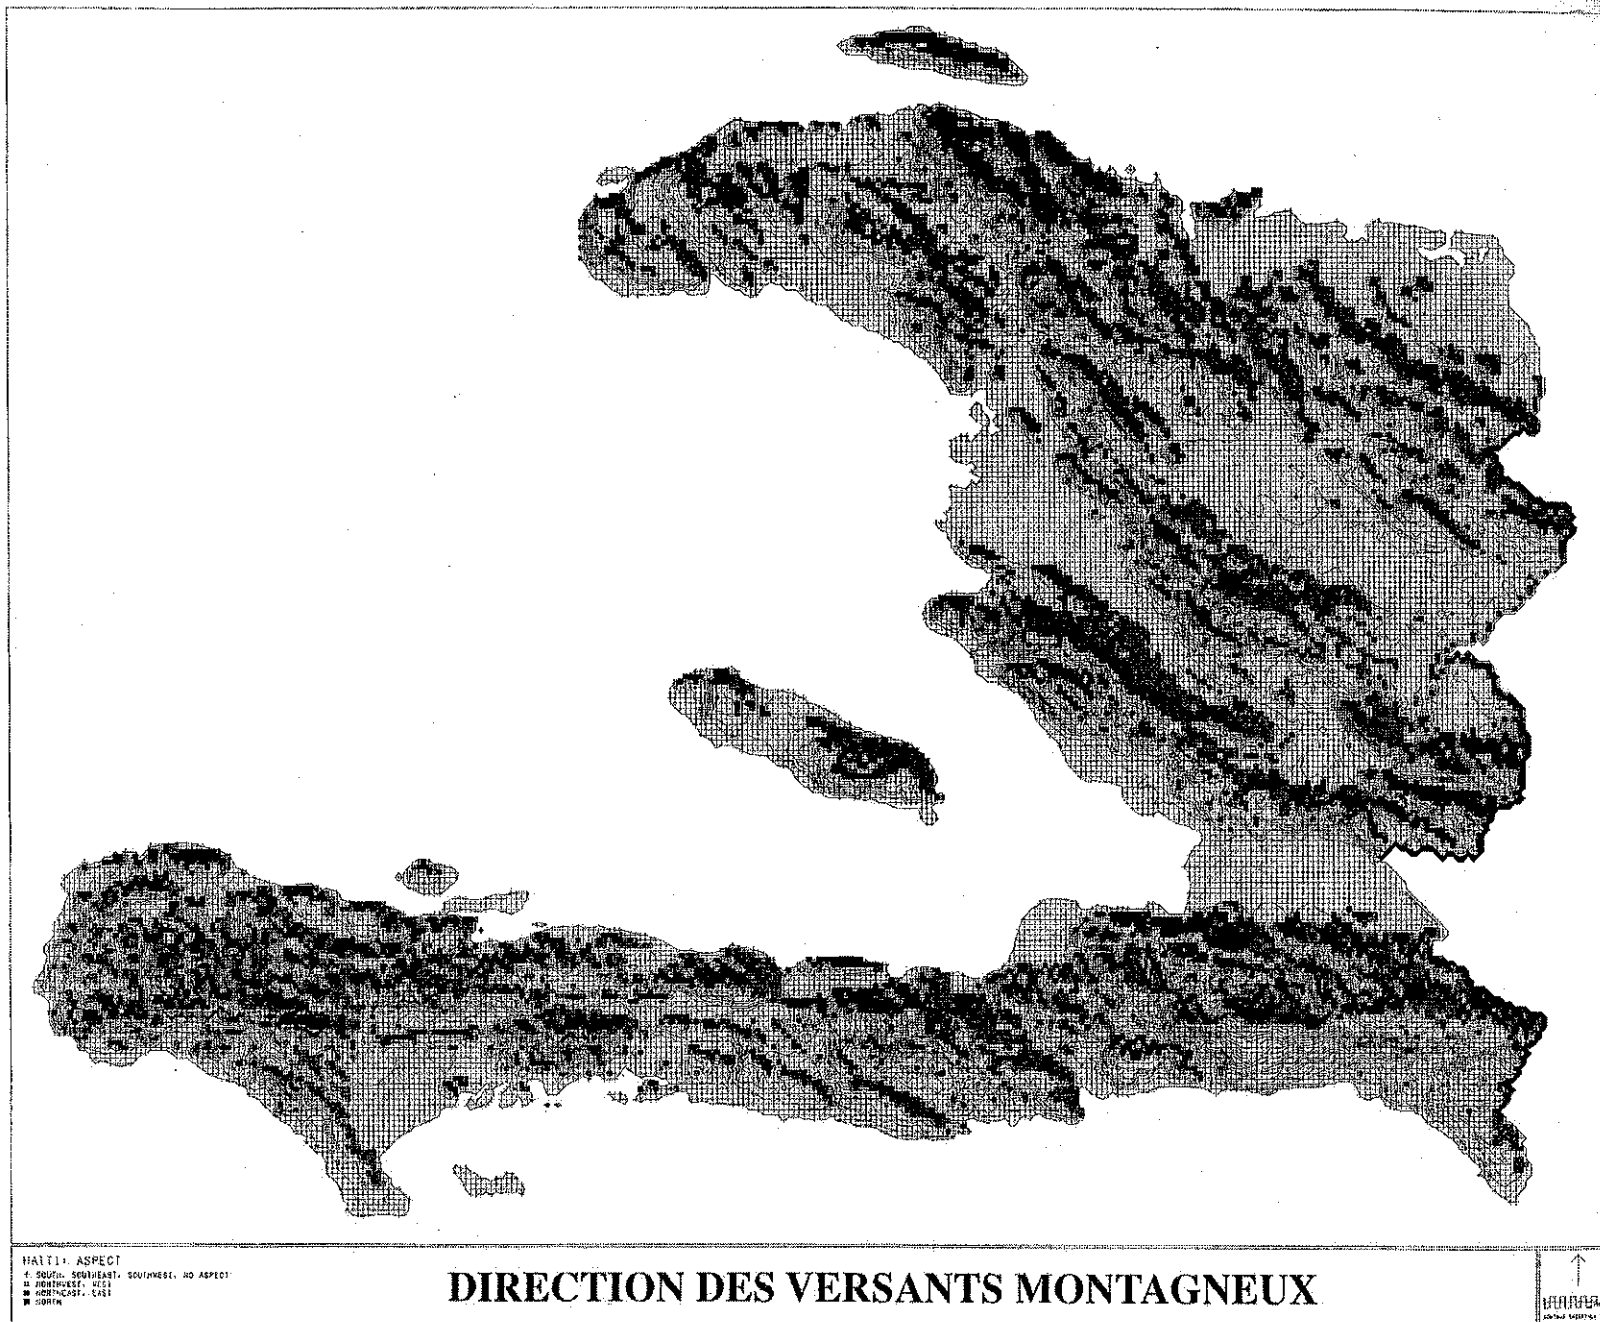 HAITI: ASPECT
+ SOUTH, SOUTHEAST, SOUTHWEST, NO ASPECT
NORTHWEST, WEST
NORTHEAST, EAST
NORTH
DIRECTION DES VERSANTS MONTAGNEUX